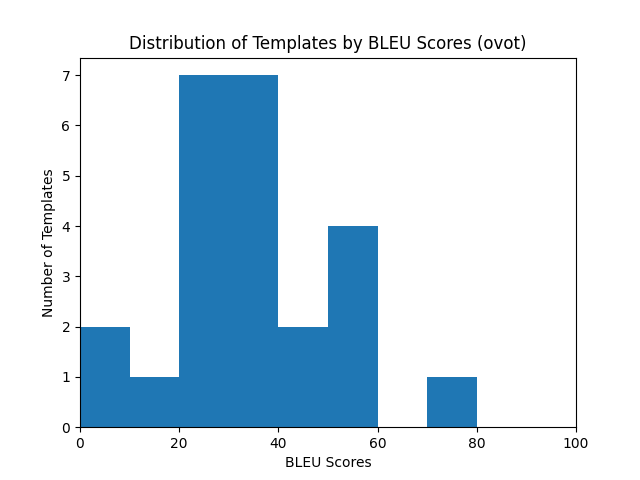 Distribution of Templates by BLEU Scores (ovot)
Number of Templates
7
6
5
4
3
2
1
0
0 20 40 60 80 100
BLEU Scores